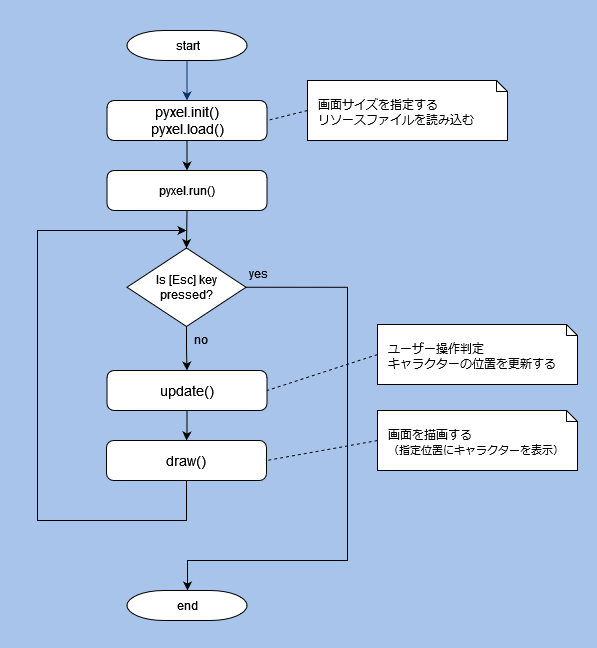 start
pyxel.init()
pyxel.load()
画面サイズを指定する
リソースファイルを読み込む
pyxel.run()
Is [Esc] key
pressed?
yes
no
ユーザー操作判定
キャラクターの位置を更新する
update()
画面を描画する
（指定位置にキャラクターを表示）
draw()
end